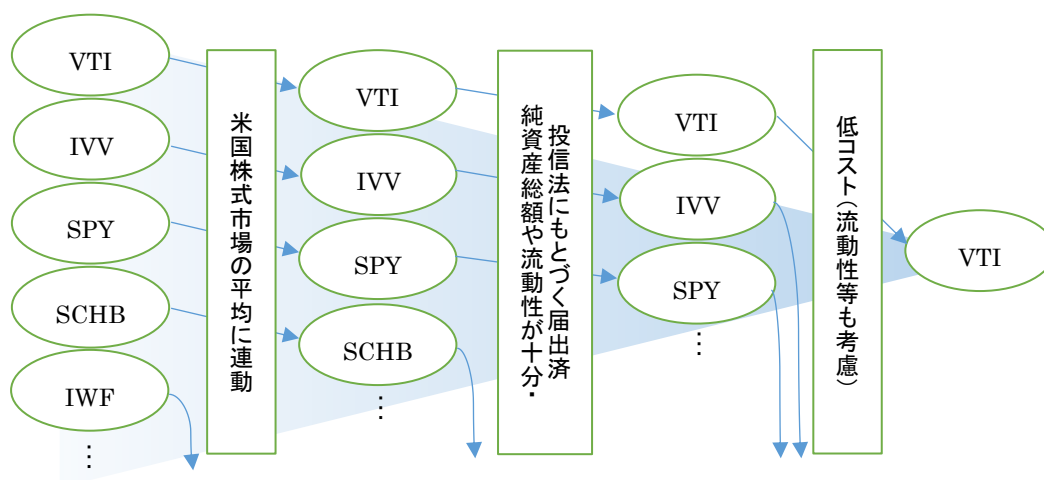 VTI
IVV
SPY
SCHB
IWF
⋮
米国株式市場の平均に連動
VTI
IVV
SPY
SCHB
⋮
投信法にもとづく届出済
純資産総額や流動性が十分・
VTI
IVV
SPY
⋮
低コスト(流動性等も考慮)
VTI